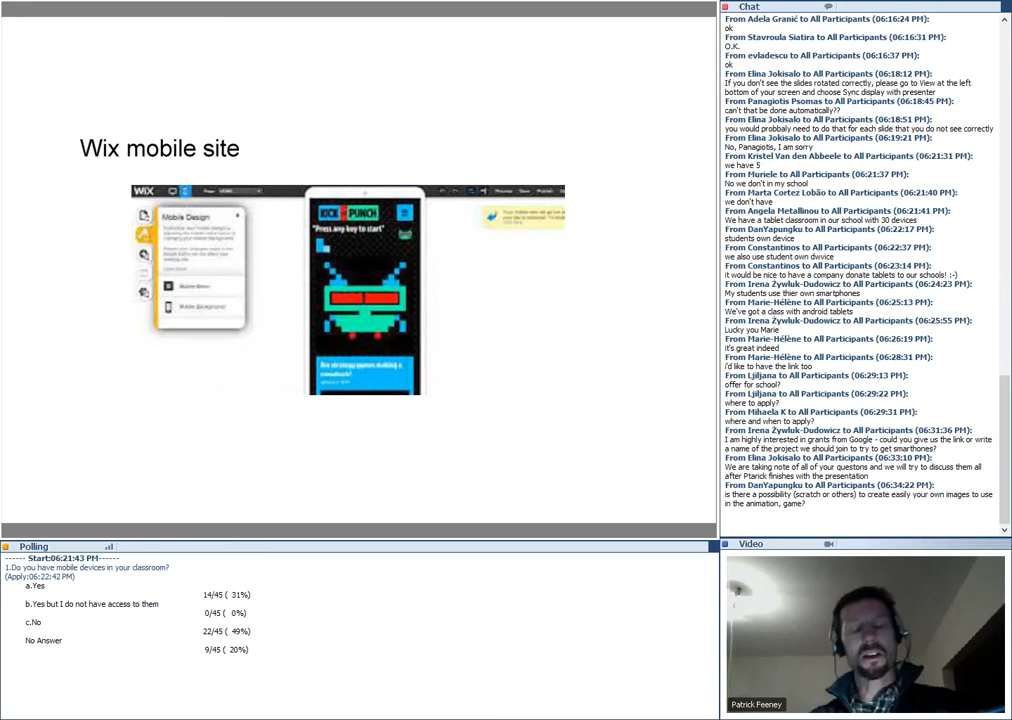 Wix mobile site
WiX
Mobile Design
Mobile Menu
Mobile Background
KICK PUNCH
"Press any key to start"
Are strategy games making a
comeback?
Chat
From Adela Granić to All Participants (06:16:24 PM):
ok
From Stavroula Siatira to All Participants (06:16:31 PM):
O.K.
From evladescu to All Participants (06:16:37 PM):
ok
From Elina Jokisalo to All Participants (06:18:12 PM):
If you don't see the slides rotated correctly, please go to View at the left
bottom of your screen and choose Sync display with presenter
From Panagiotis Psomas to All Participants (06:18:45 PM):
can't that be done automatically??
From Elina Jokisalo to All Participants (06:18:51 PM):
you would probbaly need to do that for each slide that you do not see correctly
From Elina Jokisalo to All Participants (06:19:21 PM):
No, Panagiotis, I am sorry
From Kristel Van den Abbeele to All Participants (06:21:31 PM):
we have 5
From Muriele to All Participants (06:21:37 PM):
No we don't in my school
From Marta Cortez Lobão to All Participants (06:21:40 PM):
we don't have
From Angela Metallinou to All Participants (06:21:41 PM):
We have a tablet classroom in our school with 30 devices
From DanYapungku to All Participants (06:22:17 PM):
students own device
From Constantinos to All Participants (06:22:37 PM):
we also use student own dwvice
From Constantinos to All Participants (06:23:14 PM):
it would be nice to have a company donate tablets to our schools! :-)
From Irena Żywluk-Dudowicz to All Participants (06:24:23 PM):
My students use thier own smartphones
From Marie-Hélène to All Participants (06:25:13 PM):
We've got a class with android tablets
From Irena Żywluk-Dudowicz to All Participants (06:25:55 PM):
Lucky you Marie
From Marie-Hélène to All Participants (06:26:19 PM):
it's great indeed
From Marie-Hélène to All Participants (06:28:31 PM):
i'd like to have the link too
From Ljiljana to All Participants (06:29:13 PM):
offer for school?
From Ljiljana to All Participants (06:29:22 PM):
where to apply?
From Mihaela K to All Participants (06:29:31 PM):
where and when to apply?
From Irena Żywluk-Dudowicz to All Participants (06:31:36 PM):
I am highly interested in grants from Google - could you give us the link or write
a name of the project we should join to try to get smarthones?
From Elina Jokisalo to All Participants (06:33:10 PM):
We are taking note of all of your questons and we will try to discuss them all
after Ptarick finishes with the presentation
From DanYapungku to All Participants (06:34:22 PM):
is there a possibility (scratch or others) to create easily your own images to use
in the animation, game?
Polling
------ Start:06:21:43 PM------
1.Do you have mobile devices in your classroom?
(Apply:06:22:42 PM)
a.Yes
14/45 ( 31%)
b.Yes but I do not have access to them
0/45 ( 0%)
c.No
22/45 ( 49%)
No Answer
9/45 ( 20%)
Video
Patrick Feeney